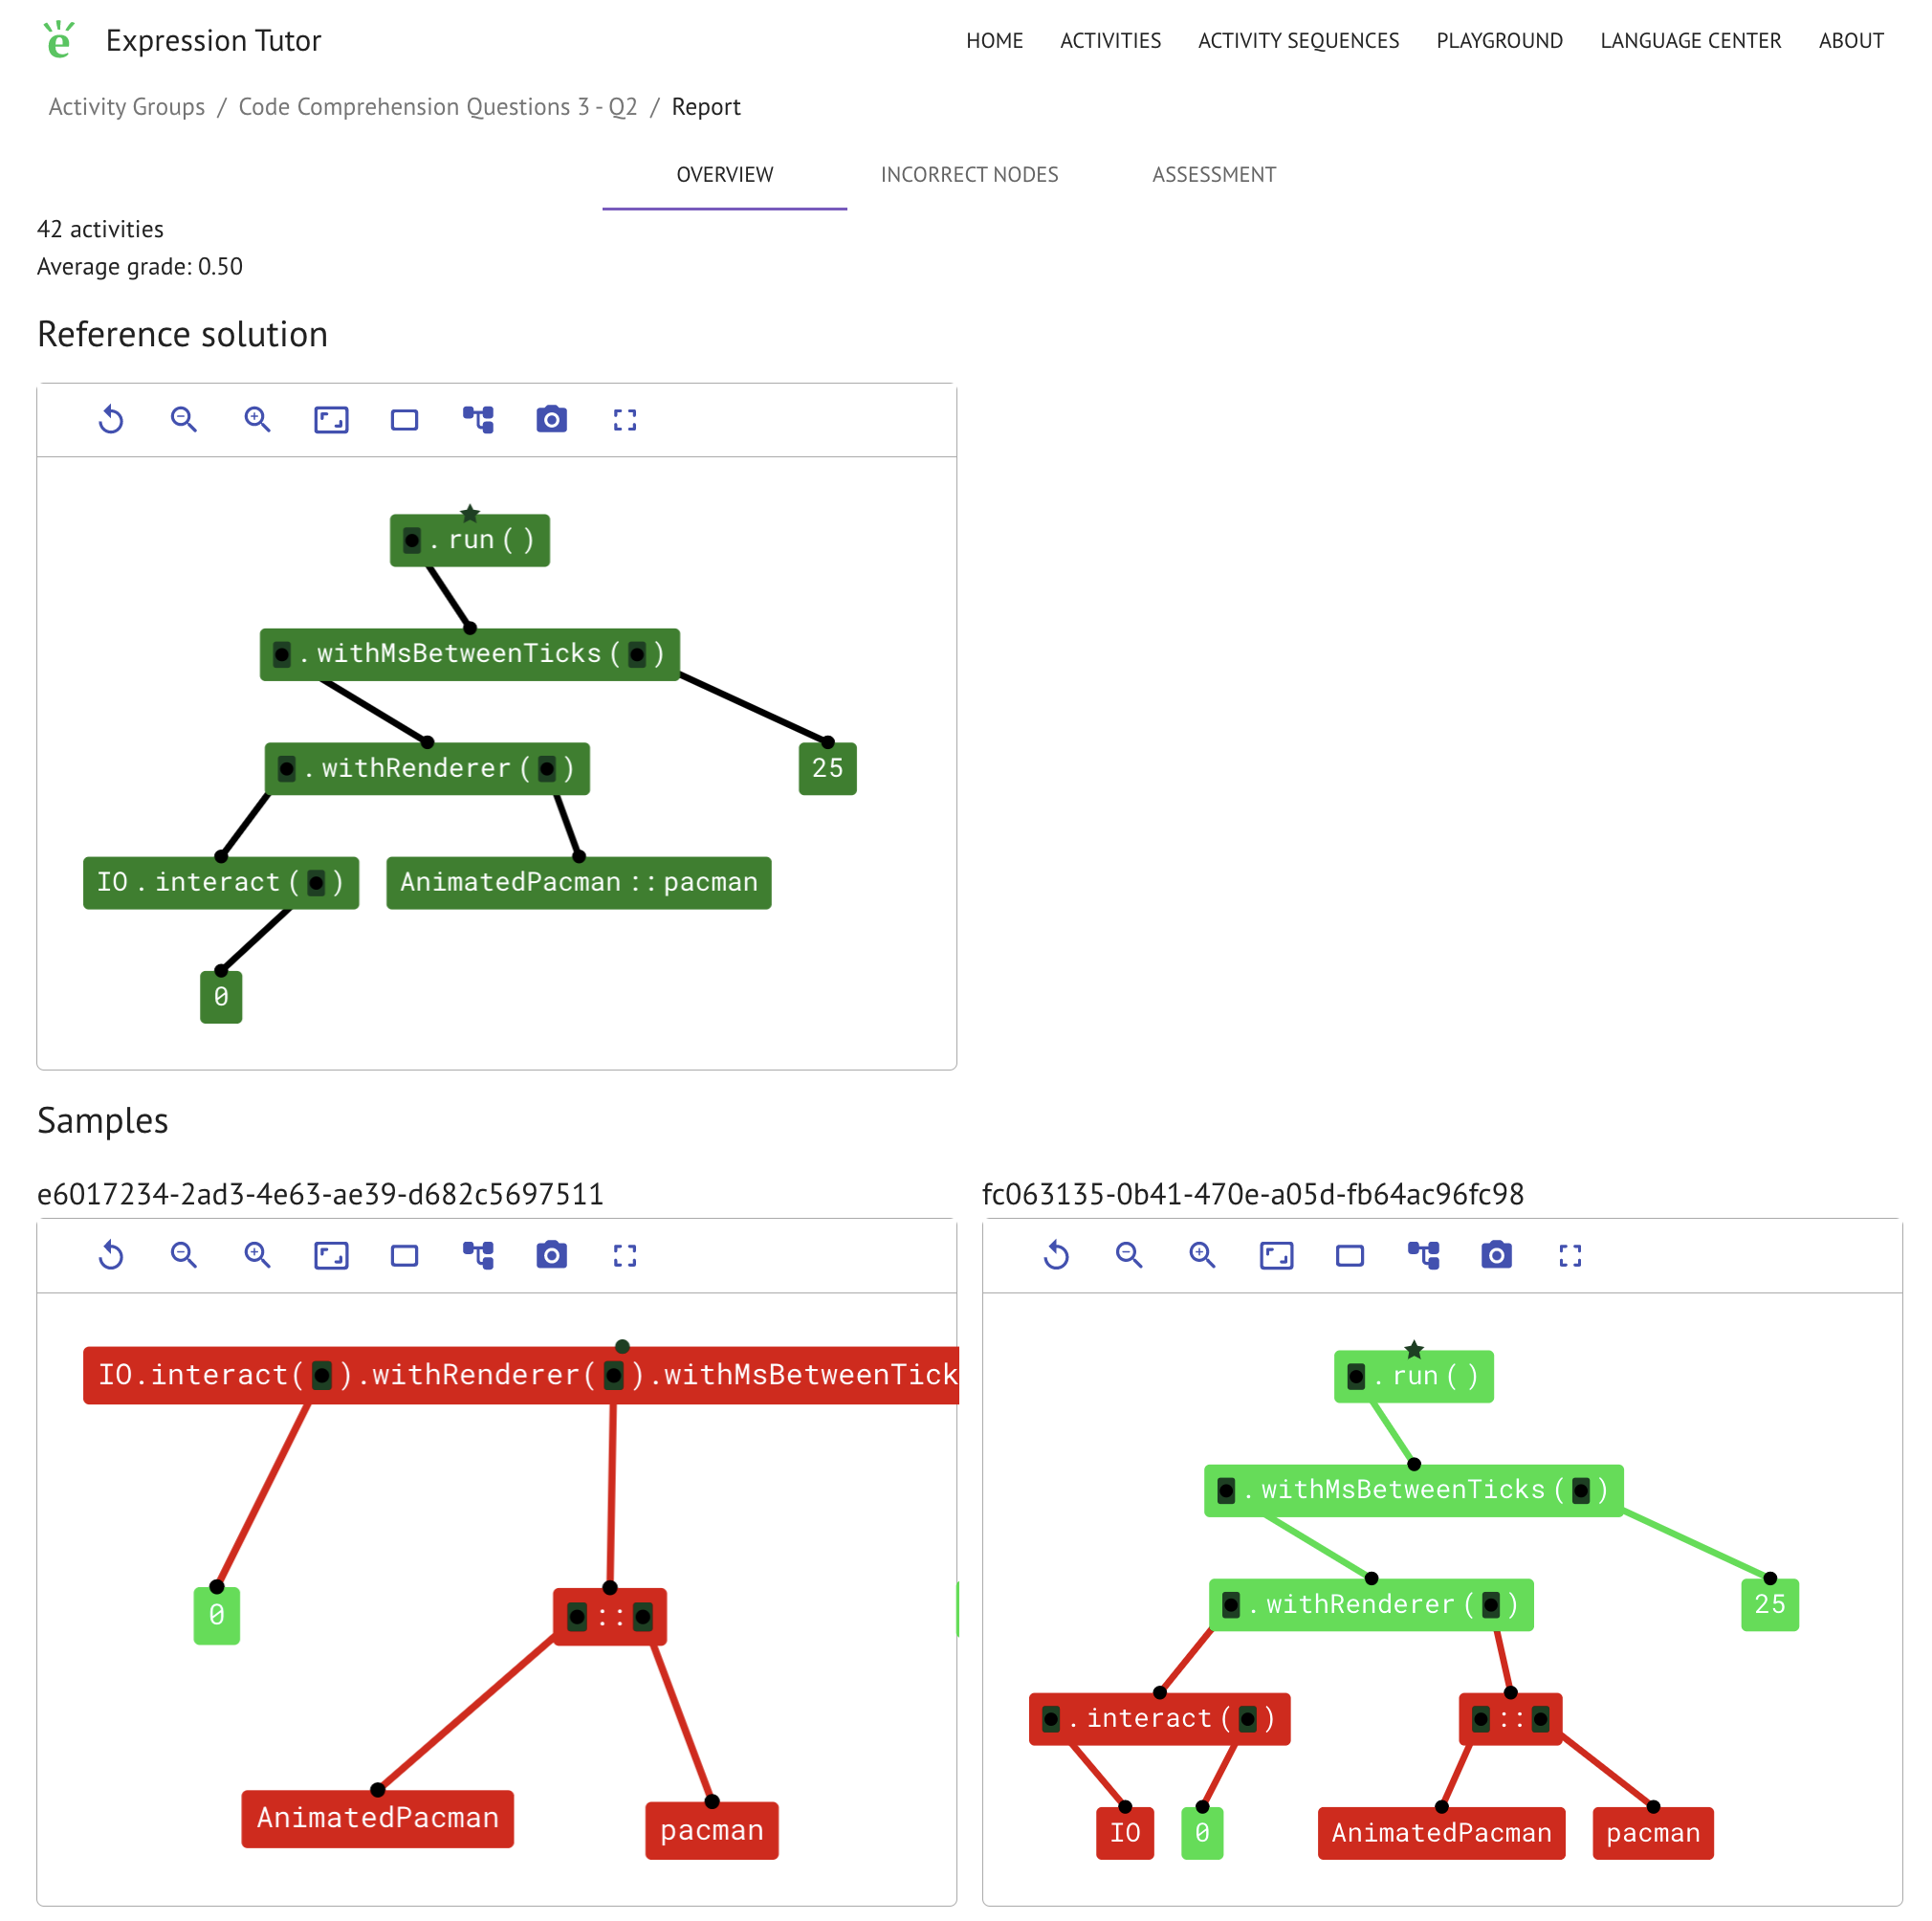 e Expression Tutor HOME ACTIVITIES ACTIVITY SEQUENCES PLAYGROUND LANGUAGE CENTER ABOUT
Activity Groups / Code Comprehension Questions 3 - Q2 / Report
OVERVIEW INCORRECT NODES ASSESSMENT
42 activities
Average grade: 0.50
Reference solution
.run()
.withMsBetweenTicks( )
.withRenderer( ) 25
IO.interact( ) AnimatedPacman::pacman
0
Samples
e6017234-2ad3-4e63-ae39-d682c5697511
IO.interact( ).withRenderer( ).withMsBetweenTick
0 ::
AnimatedPacman
pacman
fc063135-0b41-470e-a05d-fb64ac96fc98
.run()
.withMsBetweenTicks( )
.withRenderer( ) 25
.interact( ) ::
IO 0 AnimatedPacman pacman